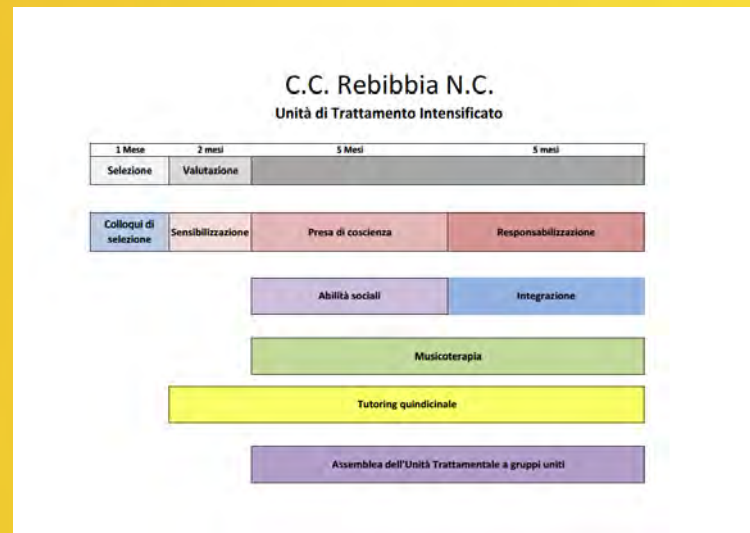 C.C. Rebibbia N.C.
Unità di Trattamento Intensificato
1 Mese 2 mesi 5 Mesi 5 mesi
Selezione Valutazione
Colloqui di
selezione
Sensibilizzazione Presa di coscienza Responsabilizzazione
Abilità sociali Integrazione
Musicoterapia
Tutoring quindicinale
Assemblea dell'Unità Trattamentale a gruppi uniti